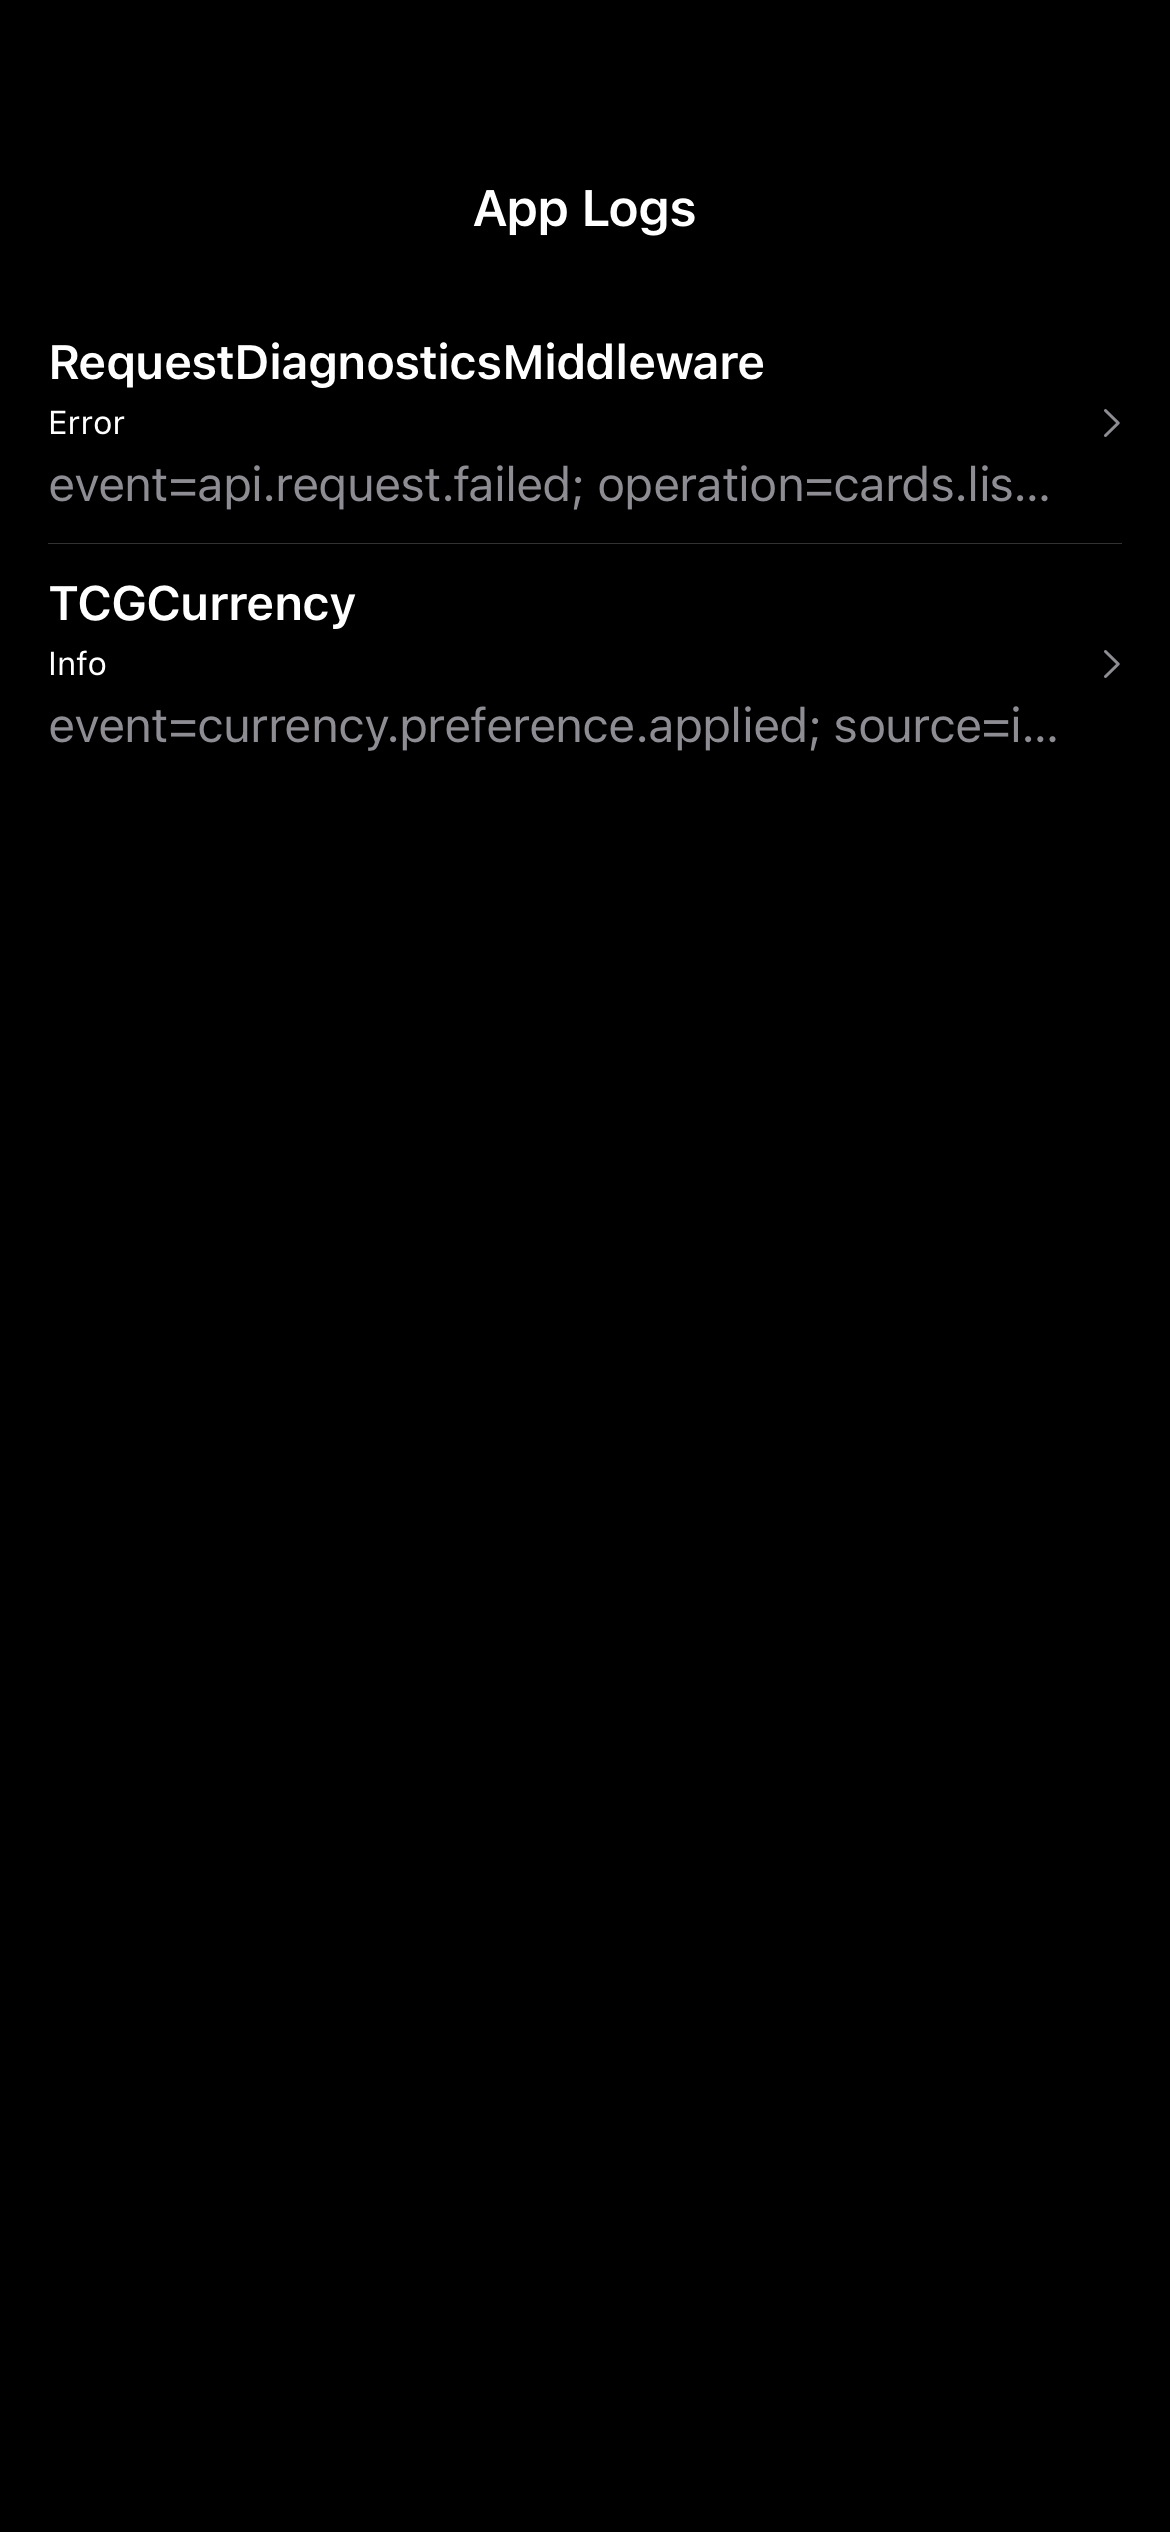 App Logs
RequestDiagnosticsMiddleware
Error
event=api.request.failed; operation=cards.lis...
TCGCurrency
Info
event=currency.preference.applied; source=i...